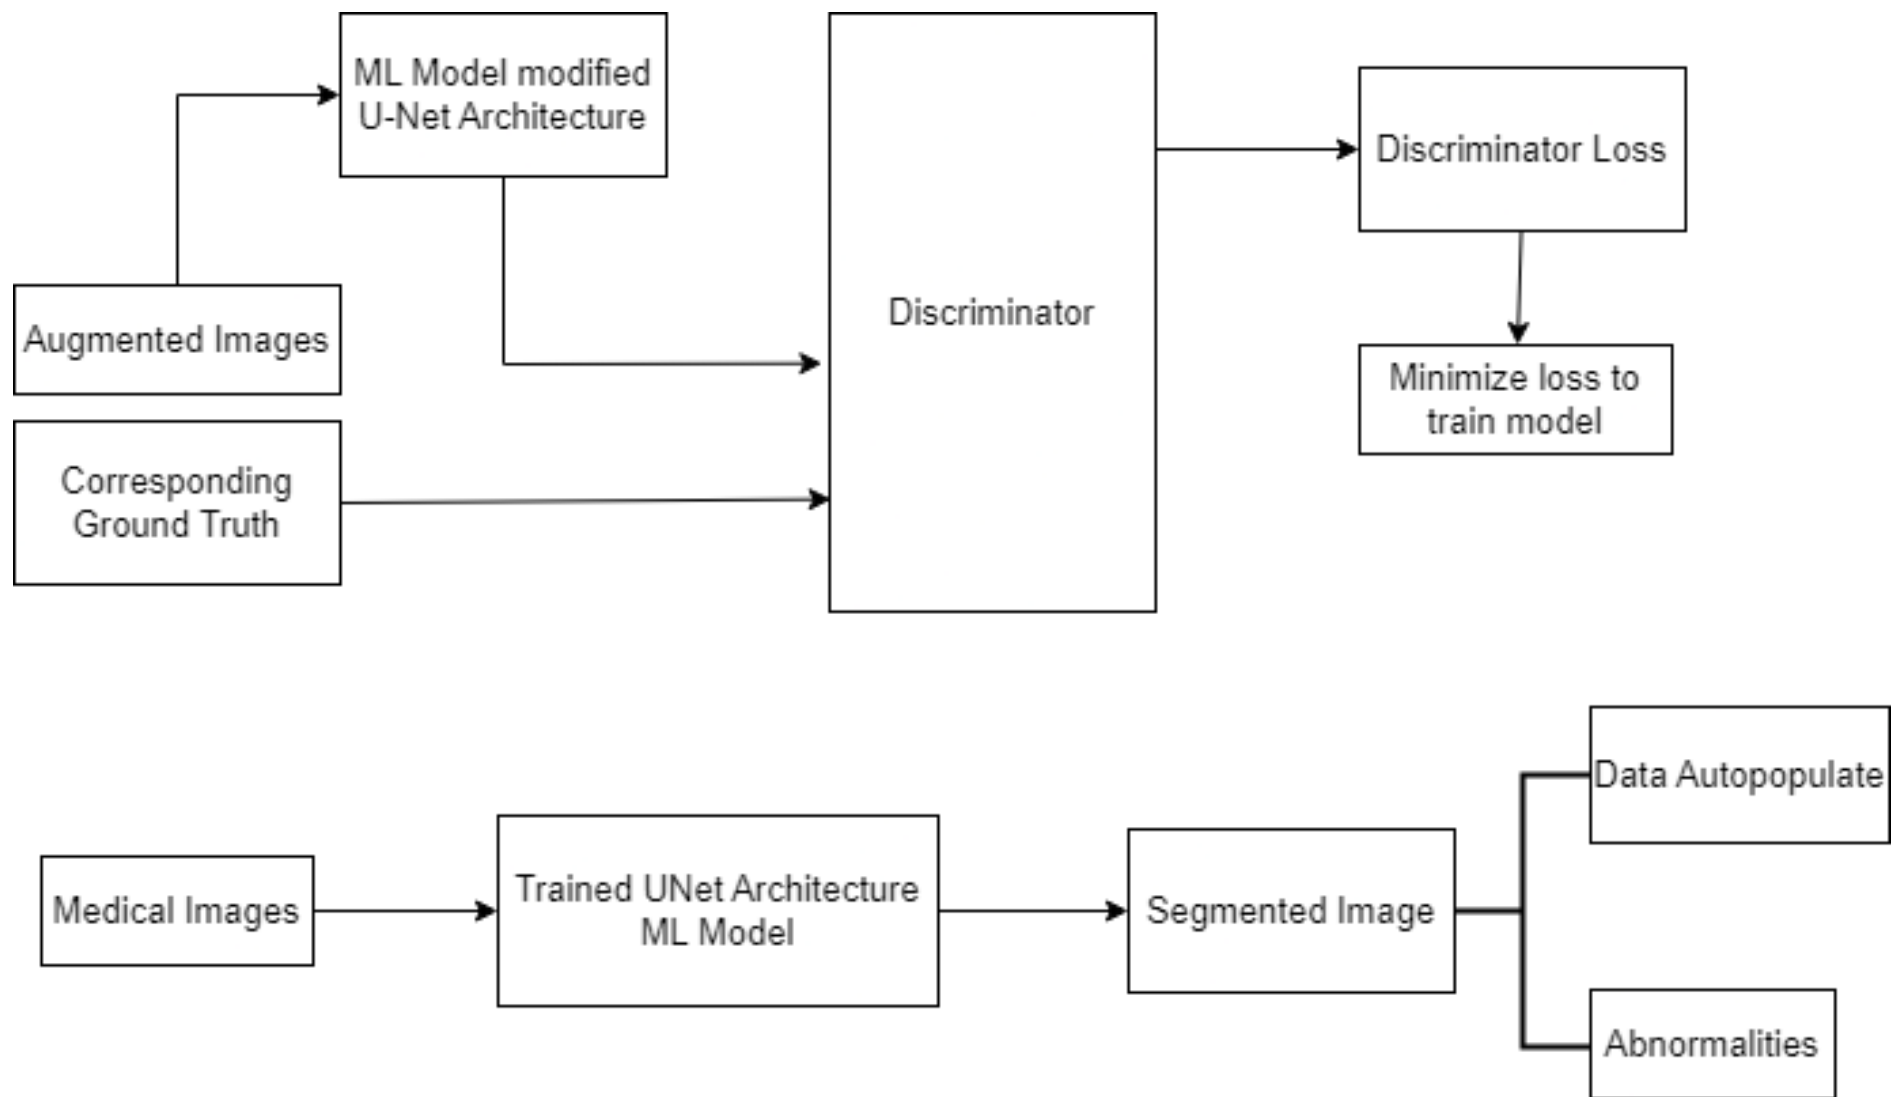 ML Model modified
U-Net Architecture
Discriminator Loss
Discriminator
Augmented Images
Minimize loss to
train model
Corresponding
Ground Truth
Data Autopopulate
Medical Images
Trained UNet Architecture
ML Model
Segmented Image
Abnormalities